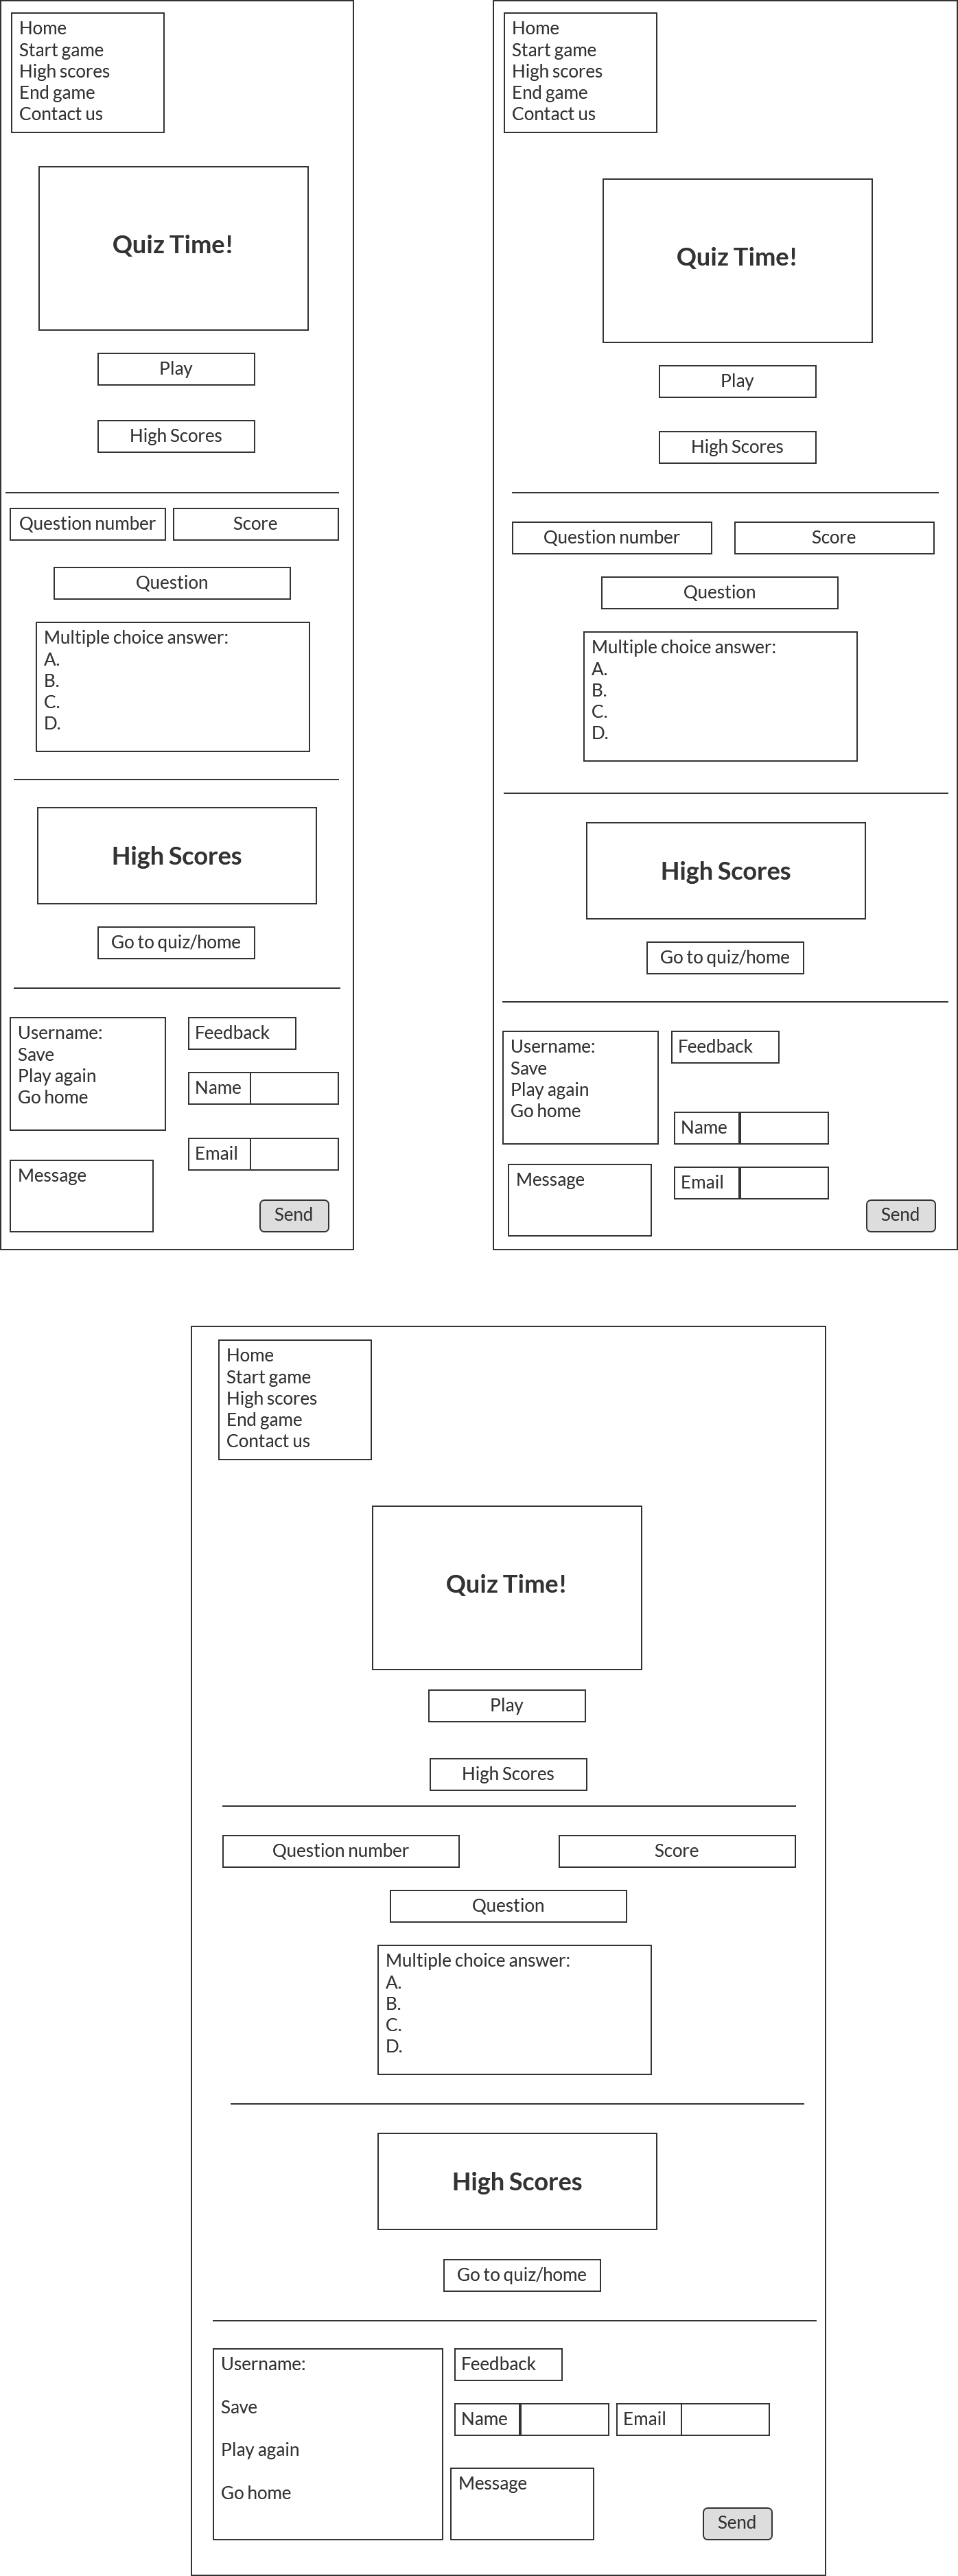 Home
Start game
High scores
End game
Contact us
Quiz Time!
Play
High Scores
Question number
Score
Question
Multiple choice answer:
A.
B.
C.
D.
High Scores
Go to quiz/home
Username:
Save
Play again
Go home
Feedback
Name
Email
Message
Send
Home
Start game
High scores
End game
Contact us
Quiz Time!
Play
High Scores
Question number
Score
Question
Multiple choice answer:
A.
B.
C.
D.
High Scores
Go to quiz/home
Username:
Save
Play again
Go home
Feedback
Name
Email
Message
Send
Home
Start game
High scores
End game
Contact us
Quiz Time!
Play
High Scores
Question number
Score
Question
Multiple choice answer:
A.
B.
C.
D.
High Scores
Go to quiz/home
Username:
Save
Play again
Go home
Feedback
Name
Email
Message
Send